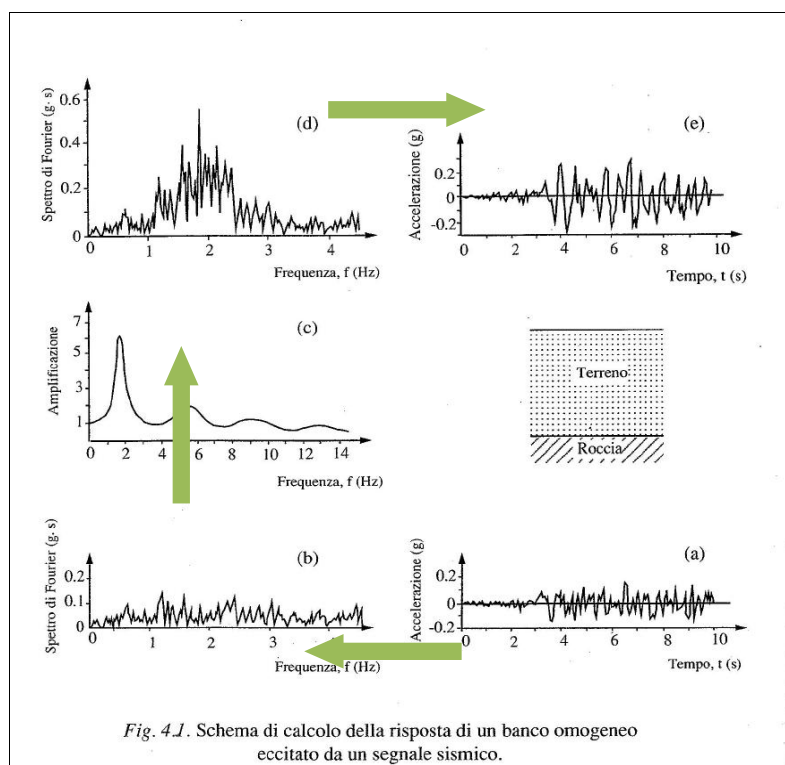 Spettro di Fourier (g·s)
0.6
0.4
0.2
0
0 1 2 3 4
Frequenza, f (Hz)
(d)
Accelerazione (g)
0.2
0
-0.2
0 2 4 6 8 10
Tempo, t (s)
(e)
Amplificazione
7
5
3
1
0 2 4 6 8 10 12 14
Frequenza, f (Hz)
(c)
Terreno
Roccia
Spettro di Fourier (g·s)
0.2
0.1
0
0 1 2 3
Frequenza, f (Hz)
(b)
Accelerazione (g)
0.2
0
-0.2
0 2 4 6 8 10
Tempo, t (s)
(a)
Fig. 4.1. Schema di calcolo della risposta di un banco omogeneo
eccitato da un segnale sismico.